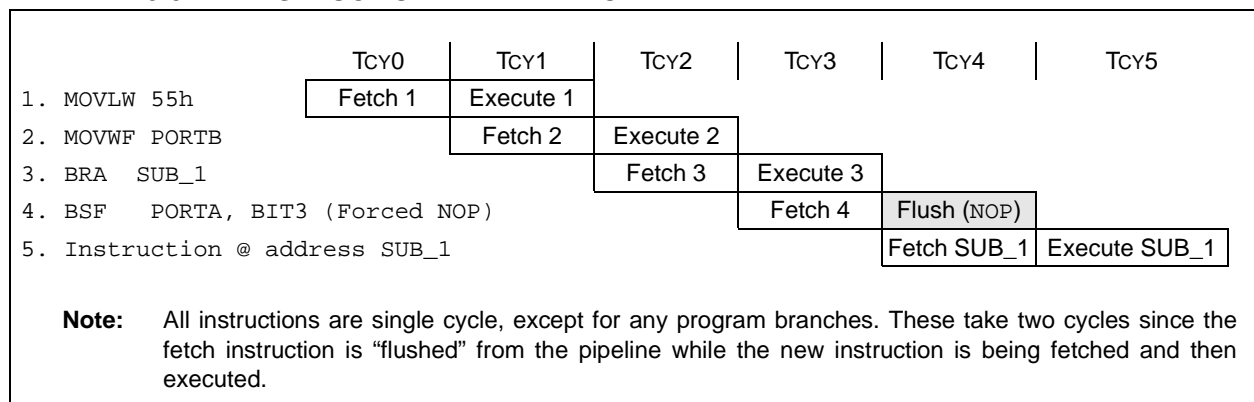 TCY0 TCY1 TCY2 TCY3 TCY4 TCY5
1. MOVLW 55h Fetch 1 Execute 1
2. MOVWF PORTB Fetch 2 Execute 2
3. BRA SUB_1 Fetch 3 Execute 3
4. BSF PORTA, BIT3 (Forced NOP) Fetch 4 Flush (NOP)
5. Instruction @ address SUB_1 Fetch SUB_1 Execute SUB_1
Note: All instructions are single cycle, except for any program branches. These take two cycles since the
fetch instruction is “flushed” from the pipeline while the new instruction is being fetched and then
executed.